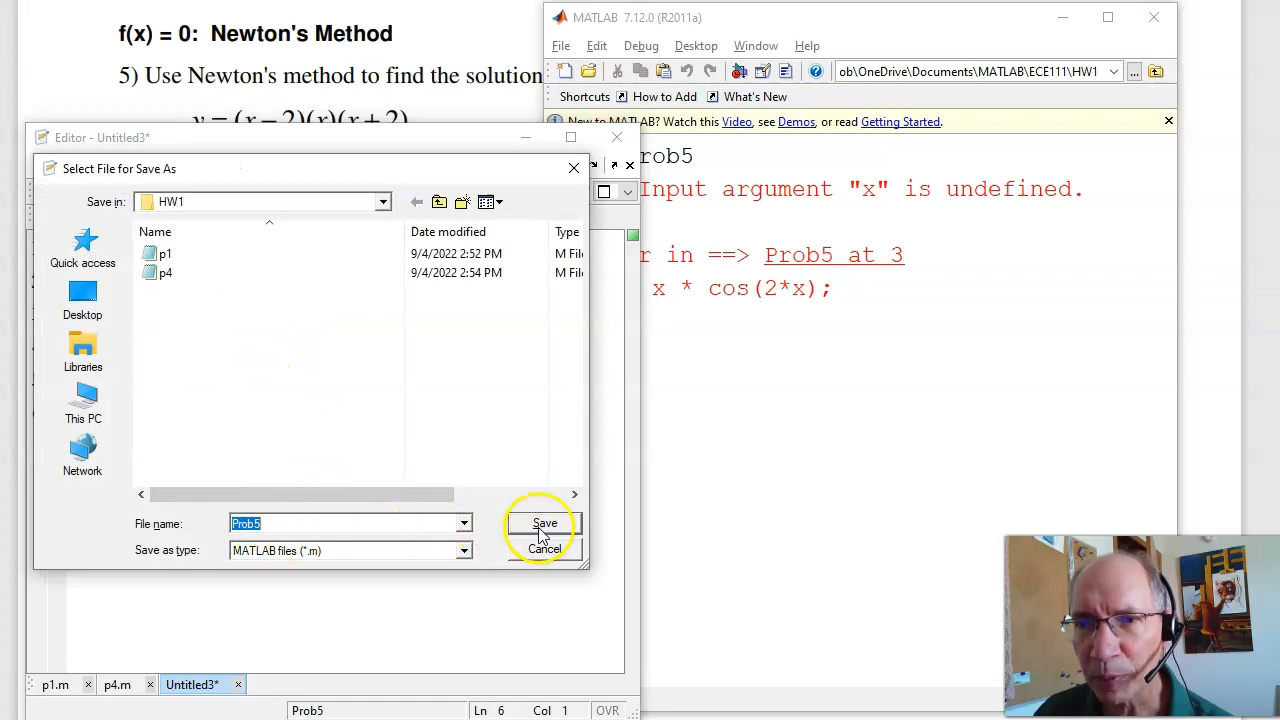 f(x) = 0: Newton's Method
5) Use Newton's method to find the solution
y = (x − 2)(x)(x + 2)
MATLAB 7.12.0 (R2011a)
File Edit Debug Desktop Window Help
ob\OneDrive\Documents\MATLAB\ECE111\HW1
...
Shortcuts How to Add What's New
New to MATLAB? Watch this Video, see Demos, or read Getting Started.
rob5
Input argument "x" is undefined.
r in ==> Prob5 at 3
x * cos(2*x);
Editor - Untitled3*
Select File for Save As
Save in: HW1
Name Date modified Type
p1 9/4/2022 2:52 PM M File
p4 9/4/2022 2:54 PM M File
Quick access
Desktop
Libraries
This PC
Network
File name: Prob5 Save
Save as type: MATLAB files (*.m) Cancel
p1.m p4.m Untitled3*
Prob5 Ln 6 Col 1 OVR